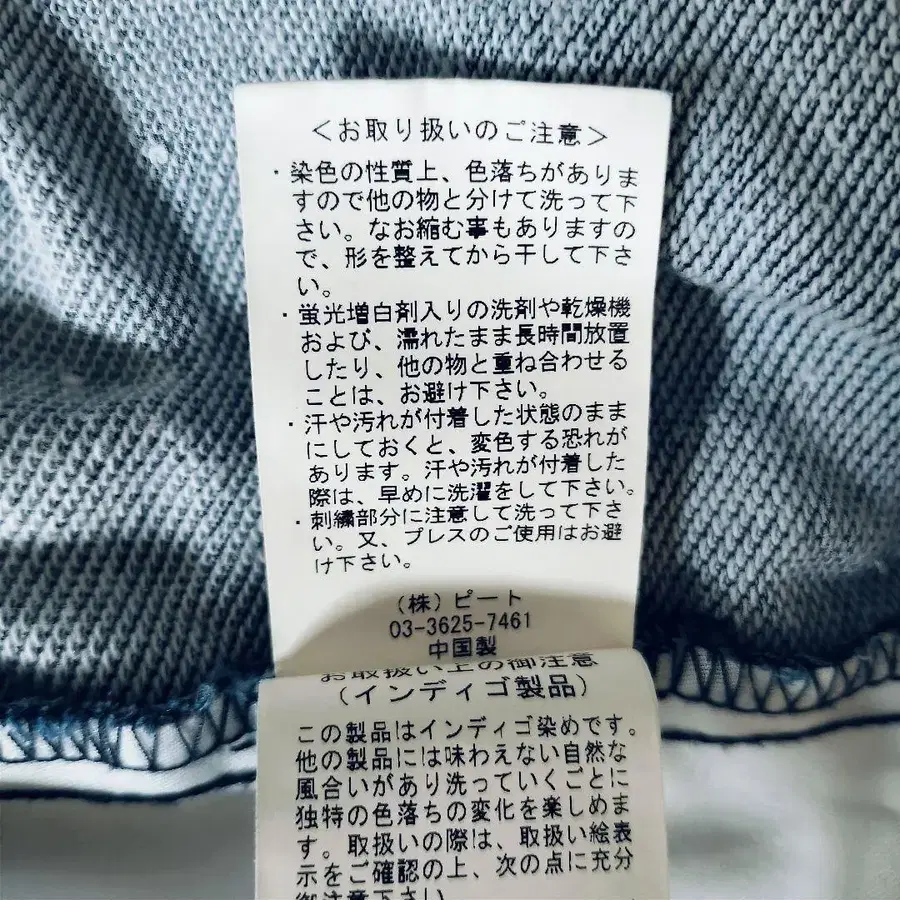 ＜お取り扱いのご注意＞
・染色の性質上、色落ちがありま
すので他の物と分けて洗って下
さい。なお縮む事もありますの
で、形を整えてから干して下さ
い。
・蛍光増白剤入りの洗剤や乾燥機
および、濡れたまま長時間放置
したり、他の物と重ね合わせる
ことは、お避け下さい。
・汗や汚れが付着した状態のまま
にしておくと、変色する恐れが
あります。汗や汚れが付着した
際は、早めに洗濯をして下さい。
・刺繍部分に注意して洗って下さ
い。又、プレスのご使用はお避
け下さい。
（株）ピート
03-3625-7461
中国製
お取扱い上の御注意
（インディゴ製品）
この製品はインディゴ染めです。
他の製品には味わえない自然な
風合いがあり洗っていくごとに
独特の色落ちの変化を楽しめま
す。取扱いの際は、取扱い絵表
示をご確認の上、次の点に充分
御注意下さい